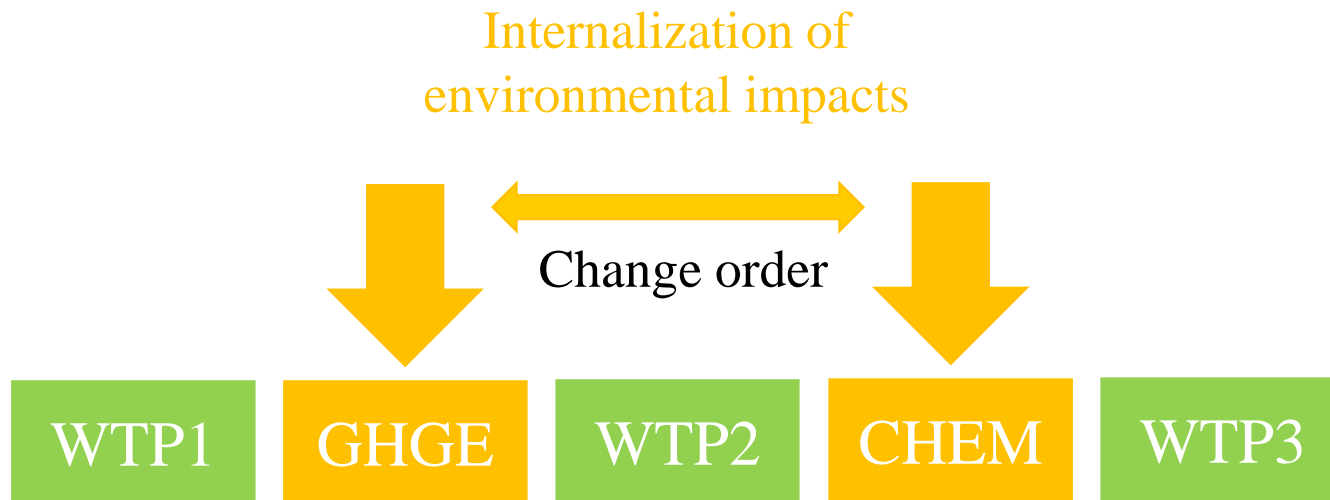 Internalization of
environmental impacts
Change order
WTP1 GHGE WTP2 CHEM WTP3